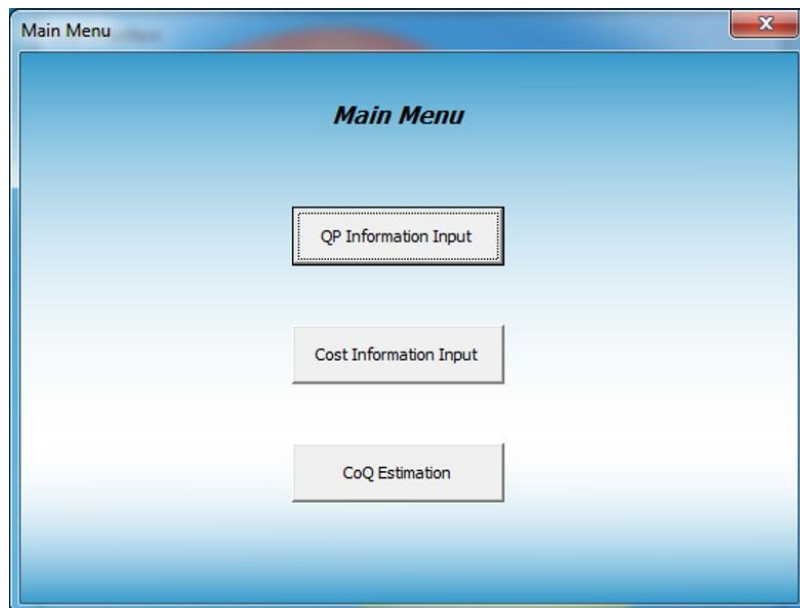 Main Menu
Main Menu
QP Information Input
Cost Information Input
CoQ Estimation